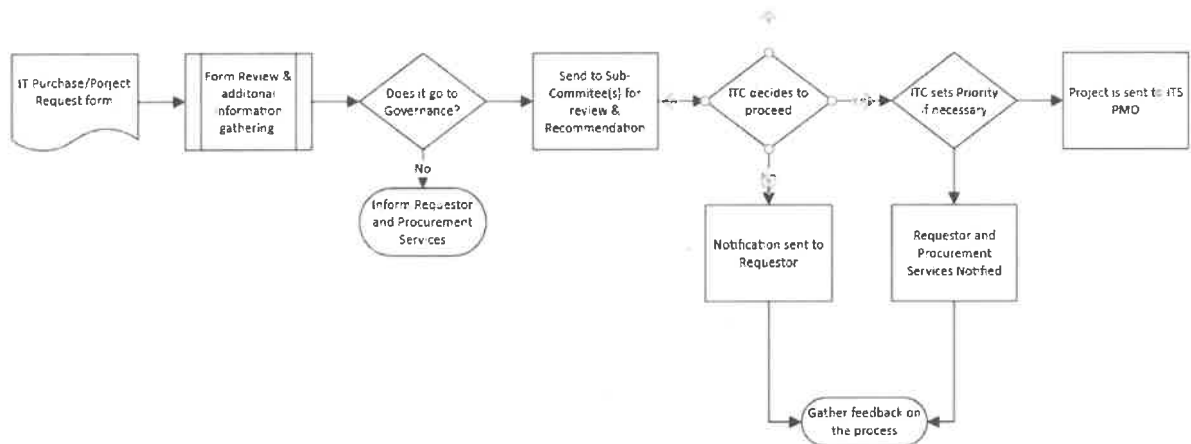 IT Purchase/Porject
Request form
Form Review &
additonal
information
gathering
Does it go to
Governance?
No
Inform Requestor
and Procurement
Services
Send to Sub-
Commitee(s) for
review &
Recommendation
ITC decides to
proceed
No
Notification sent to
Requestor
Yes
ITC sets Priority
if necessary
Requestor and
Procurement
Services Notified
Project is sent to ITS
PMO
Gather feedback on
the process